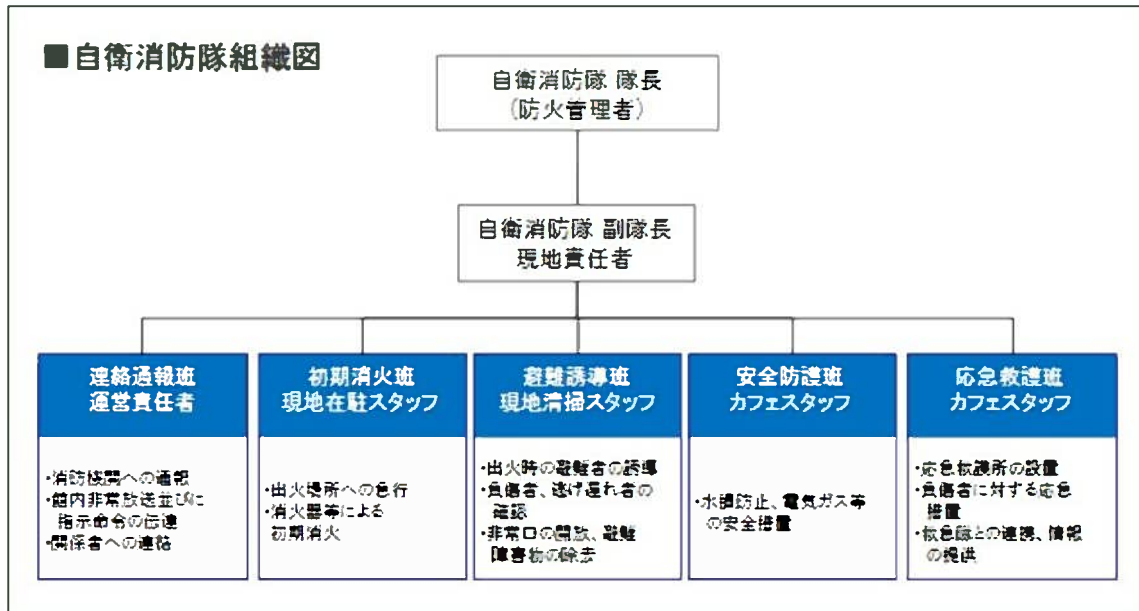 ■自衛消防隊組織図
自衛消防隊 隊長
(防火管理者)
自衛消防隊 副隊長
現地責任者
連絡通報班
運営責任者
・消防機関への通報
・館内非常放送並びに
指示命令の伝達
・関係者への連絡
初期消火班
現地在駐スタッフ
・出火場所への急行
・消火器等による
初期消火
避難誘導班
現地清掃スタッフ
・出火時の避難者の誘導
・負傷者、逃げ遅れ者の
確認
・非常口の開放、避難
障害物の除去
安全防護班
カフェスタッフ
・水損防止、電気ガス等
の安全措置
応急救護班
カフェスタッフ
・応急救護所の設置
・負傷者に対する応急
措置
・救急隊との連携、情報
の提供